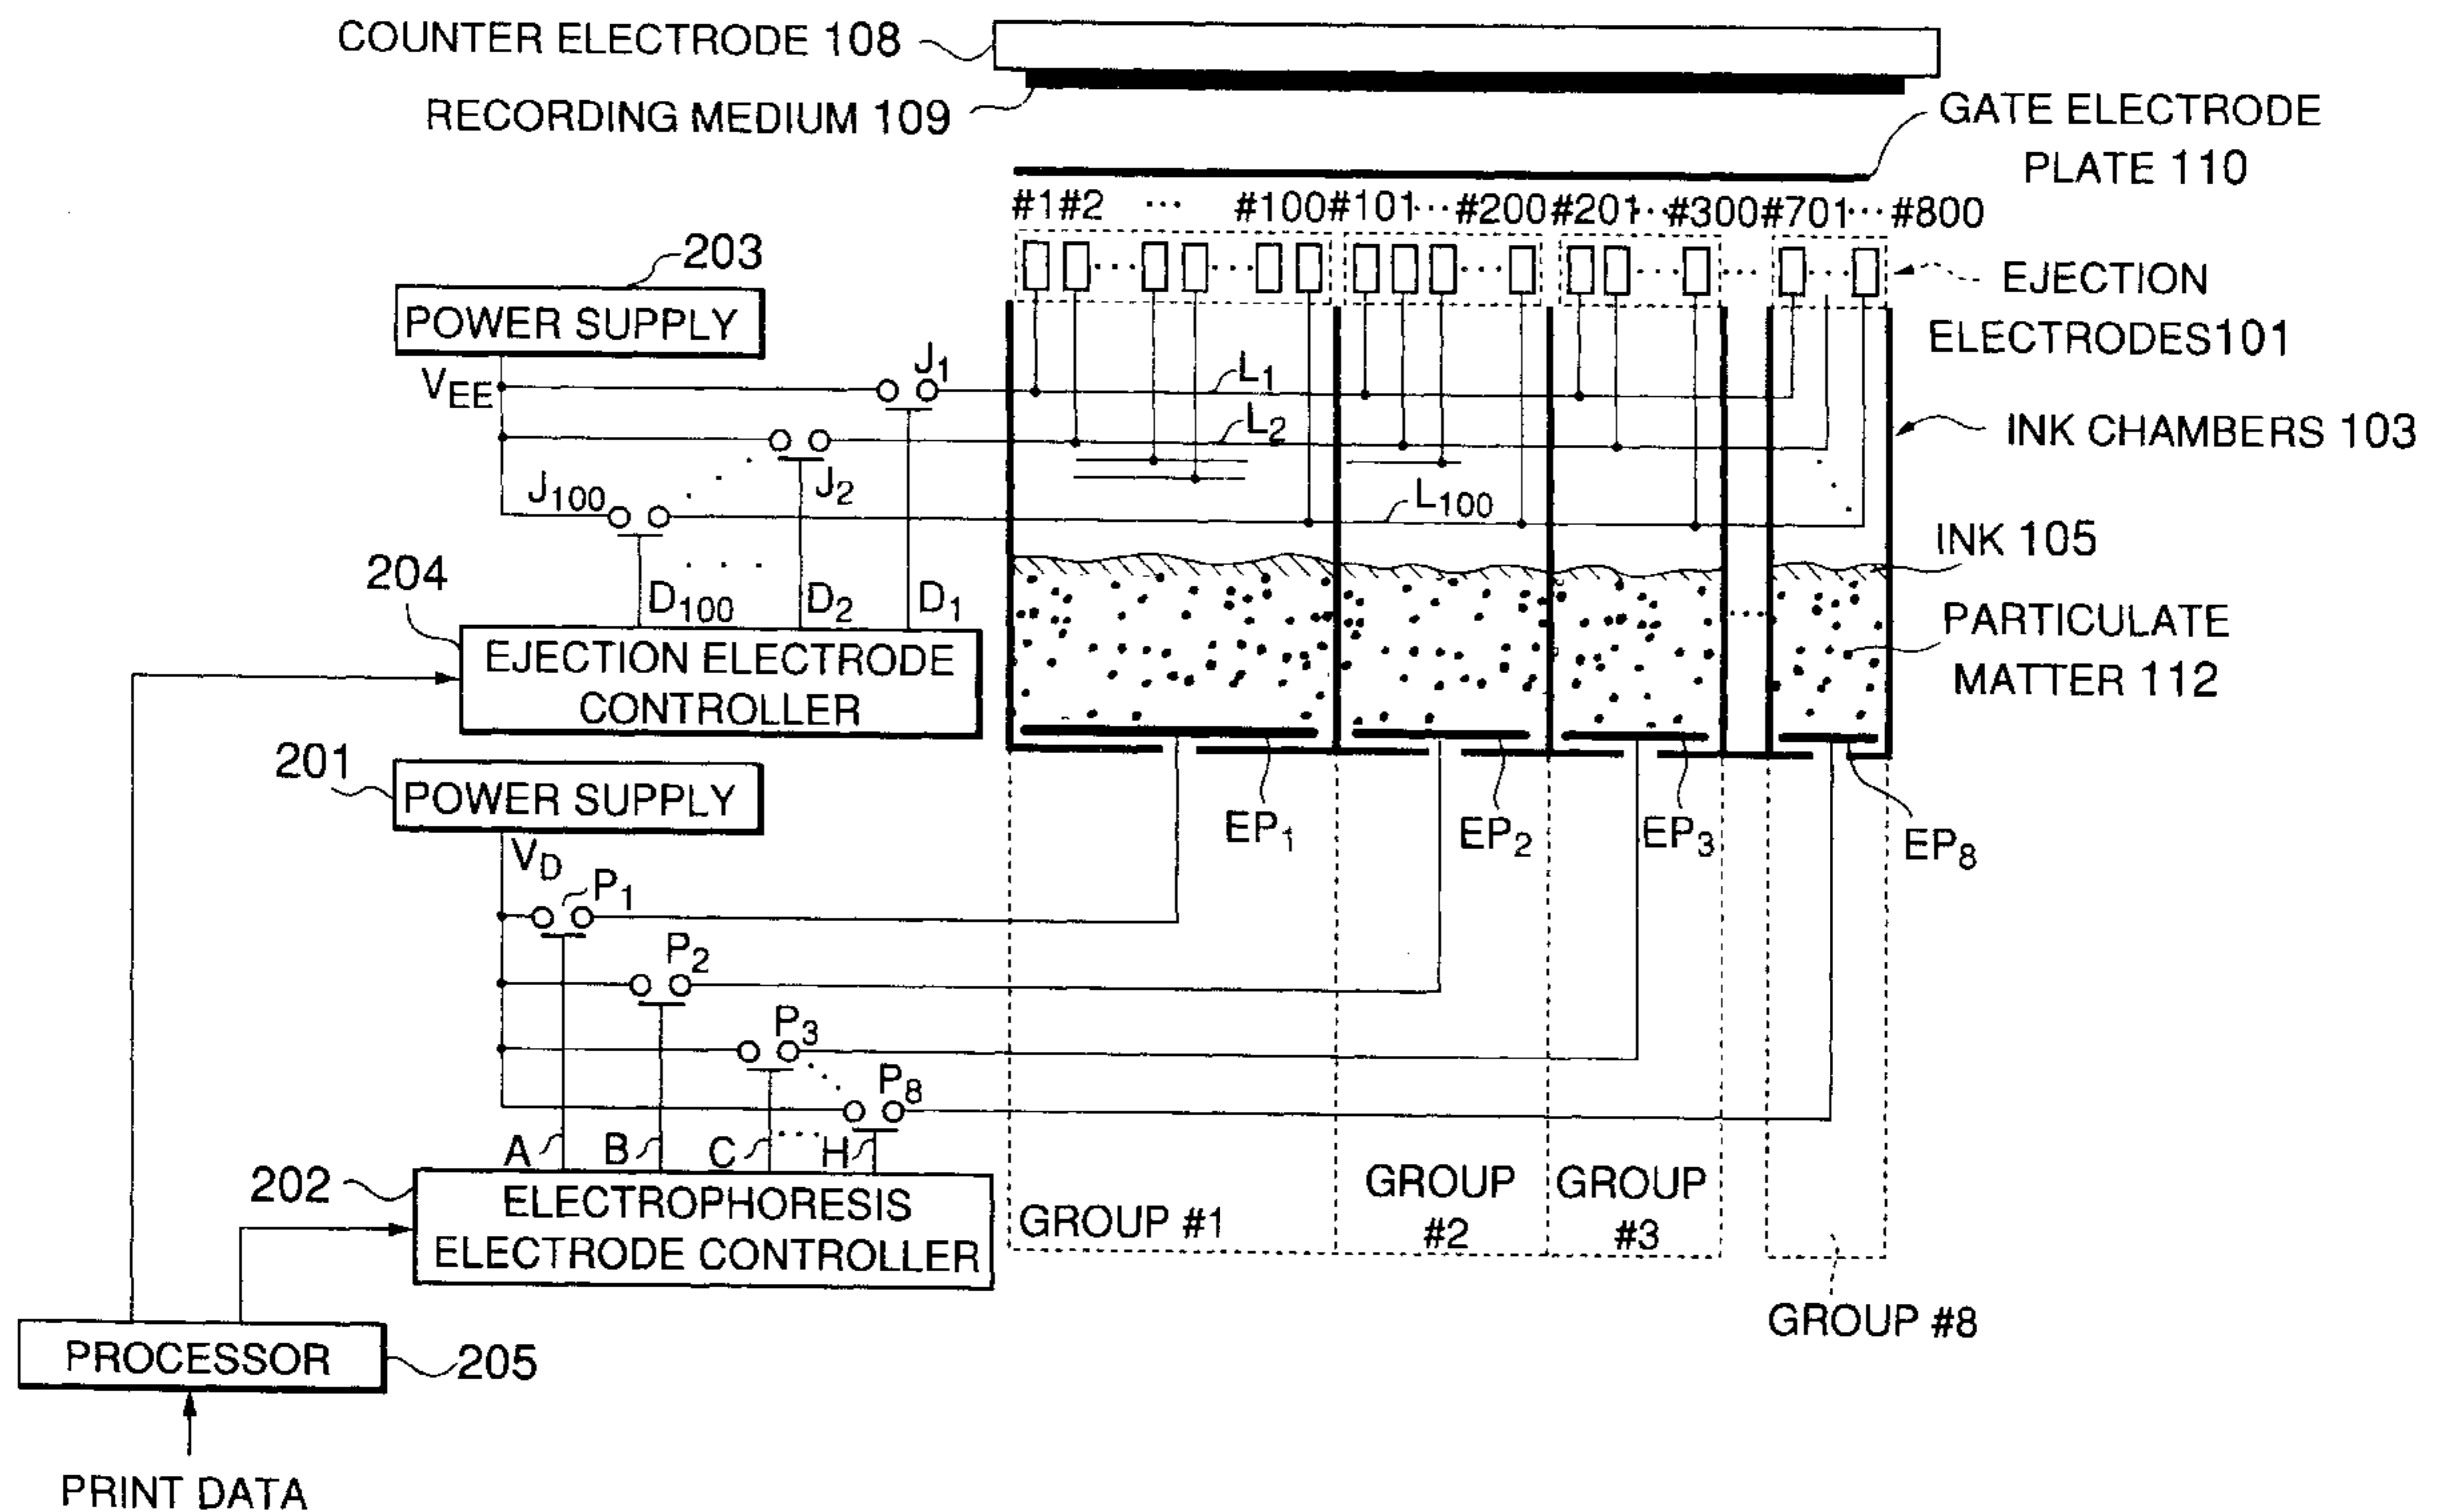 COUNTER ELECTRODE 108
RECORDING MEDIUM 109
GATE ELECTRODE
PLATE 110
#1 #2 ... #100 #101 ... #200 #201 ... #300 #701 ... #800
203
POWER SUPPLY
EJECTION
ELECTRODES101
VEE
J1
L1
INK CHAMBERS 103
L2
J2
J100
L100
INK 105
204
D100 D2 D1
PARTICULATE
MATTER 112
EJECTION ELECTRODE
CONTROLLER
201
POWER SUPPLY
EP1 EP2 EP3 EP8
VD
P1
P2
P3
P8
A B C ... H
202
ELECTROPHORESIS
ELECTRODE CONTROLLER
GROUP #1
GROUP
#2
GROUP
#3
GROUP #8
PROCESSOR
205
PRINT DATA